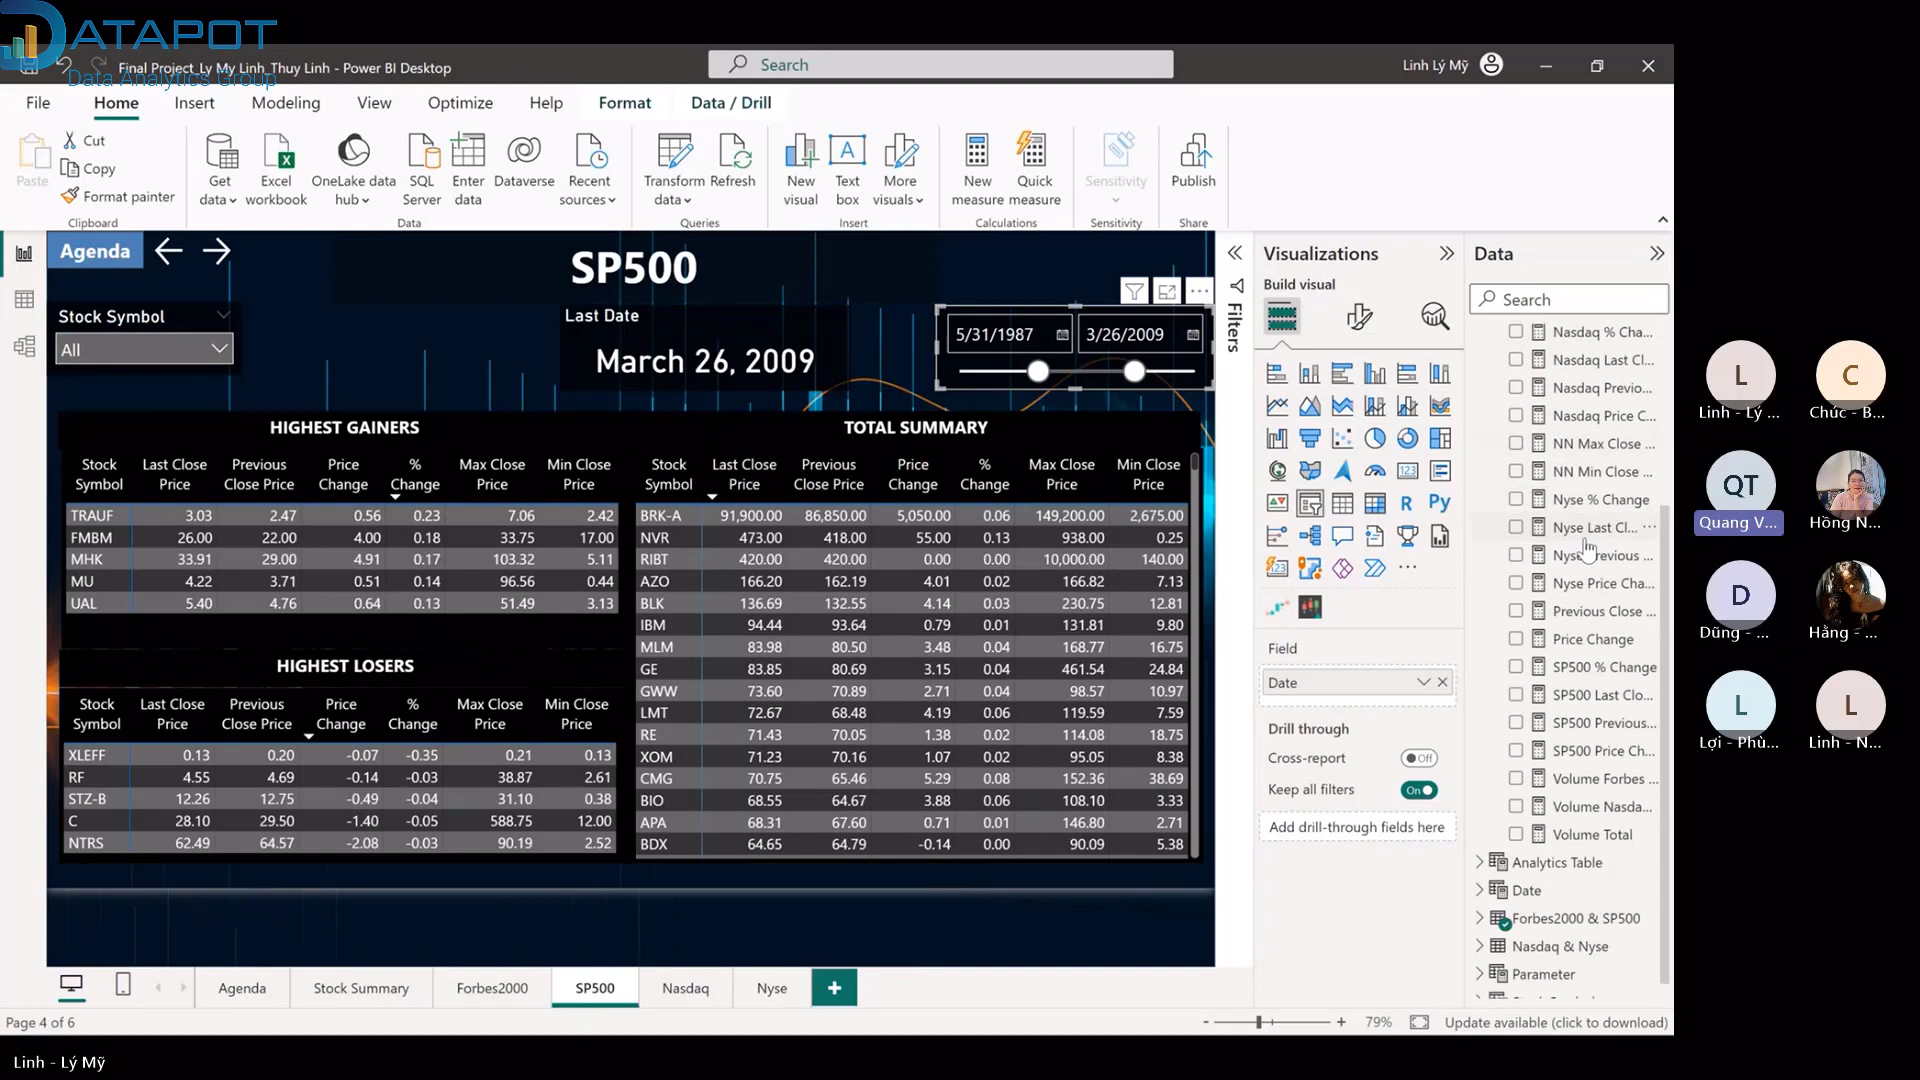 DATAPOT
Data Analytics Group
Final Project_Ly My Linh_Thuy Linh - Power BI Desktop
Search
Linh Lý Mỹ
File
Home
Insert
Modeling
View
Optimize
Help
Format
Data / Drill
Paste
Cut
Copy
Format painter
Clipboard
Get data
Excel workbook
OneLake data hub
SQL Server
Enter data
Dataverse
Recent sources
Data
Transform data
Refresh
Queries
New visual
Text box
More visuals
Insert
New measure
Quick measure
Calculations
Sensitivity
Sensitivity
Publish
Share
Agenda
SP500
Stock Symbol
All
Last Date
March 26, 2009
5/31/1987
3/26/2009
HIGHEST GAINERS
Stock Symbol Last Close Price Previous Close Price Price Change % Change Max Close Price Min Close Price
TRAUF 3.03 2.47 0.56 0.23 7.06 2.42
FMBM 26.00 22.00 4.00 0.18 33.75 17.00
MHK 33.91 29.00 4.91 0.17 103.32 5.11
MU 4.22 3.71 0.51 0.14 96.56 0.44
UAL 5.40 4.76 0.64 0.13 51.49 3.13
HIGHEST LOSERS
Stock Symbol Last Close Price Previous Close Price Price Change % Change Max Close Price Min Close Price
XLEFF 0.13 0.20 -0.07 -0.35 0.21 0.13
RF 4.55 4.69 -0.14 -0.03 38.87 2.61
STZ-B 12.26 12.75 -0.49 -0.04 31.10 0.38
C 28.10 29.50 -1.40 -0.05 588.75 12.00
NTRS 62.49 64.57 -2.08 -0.03 90.19 2.52
TOTAL SUMMARY
Stock Symbol Last Close Price Previous Close Price Price Change % Change Max Close Price Min Close Price
BRK-A 91,900.00 86,850.00 5,050.00 0.06 149,200.00 2,675.00
NVR 473.00 418.00 55.00 0.13 938.00 0.25
RIBT 420.00 420.00 0.00 0.00 10,000.00 140.00
AZO 166.20 162.19 4.01 0.02 166.82 7.13
BLK 136.69 132.55 4.14 0.03 230.75 12.81
IBM 94.44 93.64 0.79 0.01 131.81 9.80
MLM 83.98 80.50 3.48 0.04 168.77 16.75
GE 83.85 80.69 3.15 0.04 461.54 24.84
GWW 73.60 70.89 2.71 0.04 98.57 10.97
LMT 72.67 68.48 4.19 0.06 119.59 7.59
RE 71.43 70.05 1.38 0.02 114.08 18.75
XOM 71.23 70.16 1.07 0.02 95.05 8.38
CMG 70.75 65.46 5.29 0.08 152.36 38.69
BIO 68.55 64.67 3.88 0.06 108.10 3.33
APA 68.31 67.60 0.71 0.01 146.80 2.71
BDX 64.65 64.79 -0.14 0.00 90.09 5.38
Filters
Visualizations
Build visual
R
Py
123
Field
Date
Drill through
Cross-report
Off
Keep all filters
On
Add drill-through fields here
Data
Search
Nasdaq % Cha...
Nasdaq Last Cl...
Nasdaq Previo...
Nasdaq Price C...
NN Max Close ...
NN Min Close ...
Nyse % Change
Nyse Last Cl...
Nyse Previous ...
Nyse Price Cha...
Previous Close ...
Price Change
SP500 % Change
SP500 Last Clo...
SP500 Previous...
SP500 Price Ch...
Volume Forbes ...
Volume Nasda...
Volume Total
Analytics Table
Date
Forbes2000 & SP500
Nasdaq & Nyse
Parameter
Agenda
Stock Summary
Forbes2000
SP500
Nasdaq
Nyse
Page 4 of 6
79%
Update available (click to download)
Linh - Lý Mỹ
L
Linh - Lý ...
C
Chúc - B...
QT
Quang V...
Hồng N...
D
Dũng - ...
Hằng - ...
L
Lợi - Phù...
L
Linh - N...